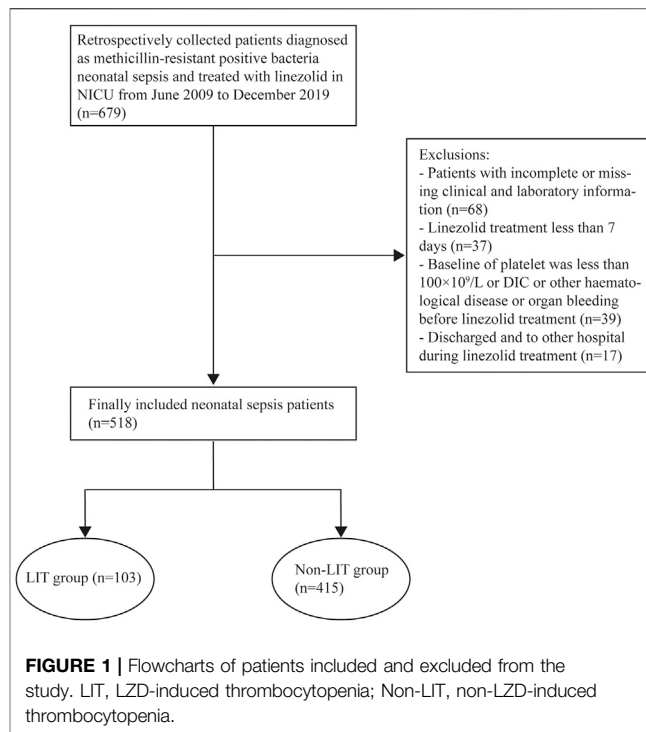 Retrospectively collected patients diagnosed
as methicillin-resistant positive bacteria
neonatal sepsis and treated with linezolid in
NICU from June 2009 to December 2019
(n=679)
Exclusions:
- Patients with incomplete or miss-
ing clinical and laboratory informa-
tion (n=68)
- Linezolid treatment less than 7
days (n=37)
- Baseline of platelet was less than
100×10⁹/L or DIC or other haemato-
logical disease or organ bleeding
before linezolid treatment (n=39)
- Discharged and to other hospital
during linezolid treatment (n=17)
Finally included neonatal sepsis patients
(n=518)
LIT group (n=103)
Non-LIT group
(n=415)
FIGURE 1 | Flowcharts of patients included and excluded from the
study. LIT, LZD-induced thrombocytopenia; Non-LIT, non-LZD-induced
thrombocytopenia.